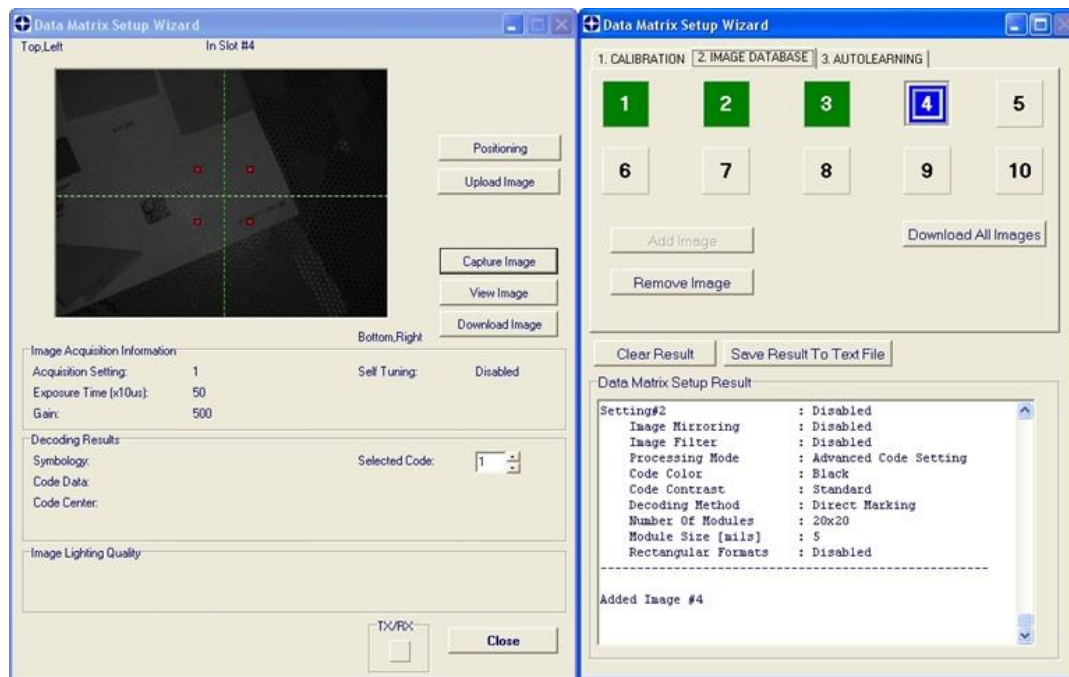 Data Matrix Setup Wizard
Top,Left In Slot #4
Positioning
Upload Image
Capture Image
View Image
Download Image
Bottom,Right
Image Acquisition Information
Acquisition Setting: 1 Self Tuning: Disabled
Exposure Time (x10us): 50
Gain: 500
Decoding Results
Symbology: Selected Code: 1
Code Data:
Code Center:
Image Lighting Quality
TX/RX
Close
Data Matrix Setup Wizard
1. CALIBRATION 2. IMAGE DATABASE 3. AUTOLEARNING
1 2 3 4 5
6 7 8 9 10
Add Image Download All Images
Remove Image
Clear Result Save Result To Text File
Data Matrix Setup Result
Setting#2 : Disabled
Image Mirroring : Disabled
Image Filter : Disabled
Processing Mode : Advanced Code Setting
Code Color : Black
Code Contrast : Standard
Decoding Method : Direct Marking
Number Of Modules : 20x20
Module Size [mils] : 5
Rectangular Formats : Disabled
------------------------------------------------------
Added Image #4